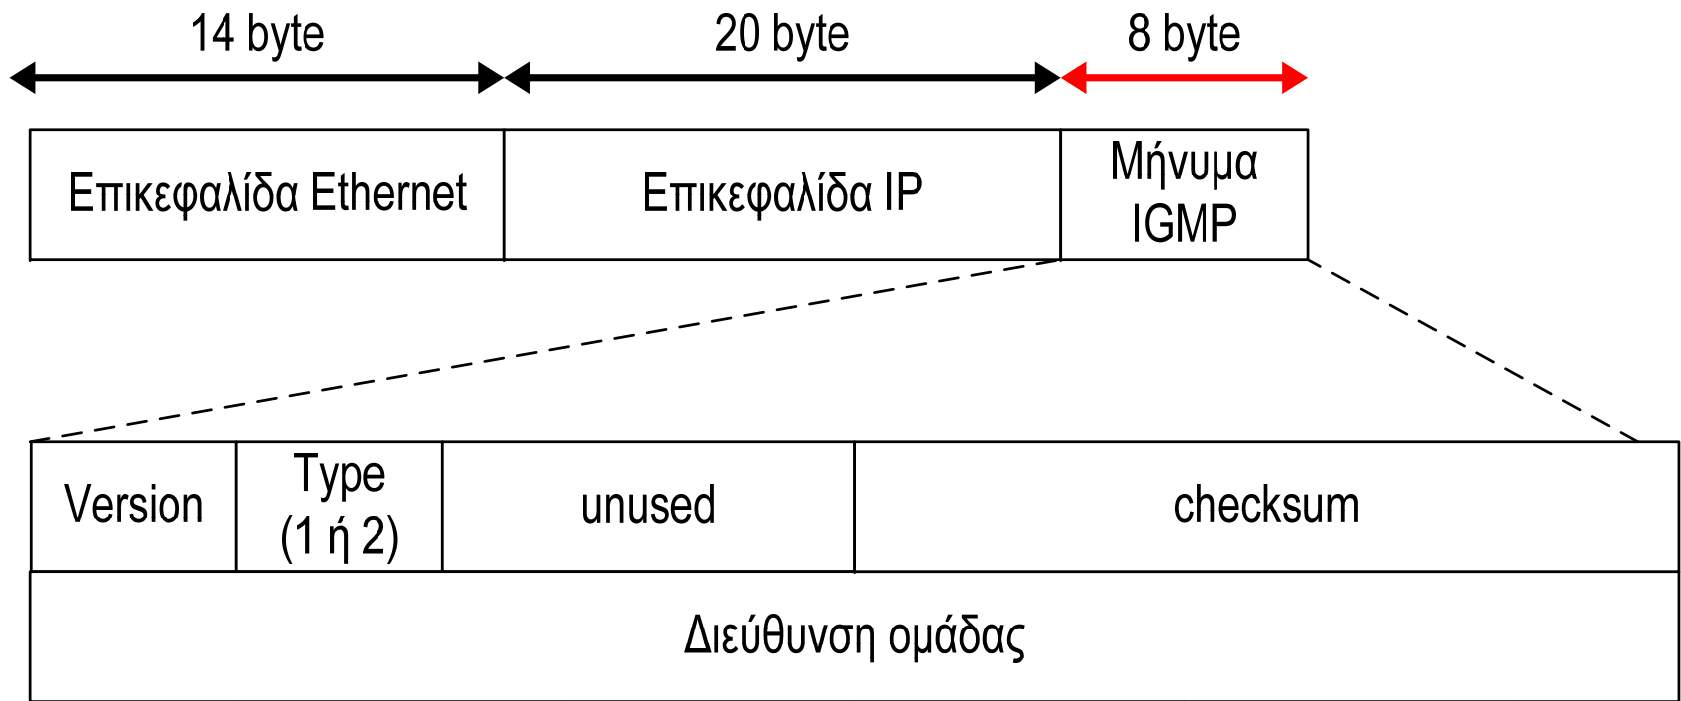 14 byte
20 byte
8 byte
Επικεφαλίδα Ethernet
Επικεφαλίδα IP
Μήνυμα
IGMP
Version
Type
(1 ή 2)
unused
checksum
Διεύθυνση ομάδας